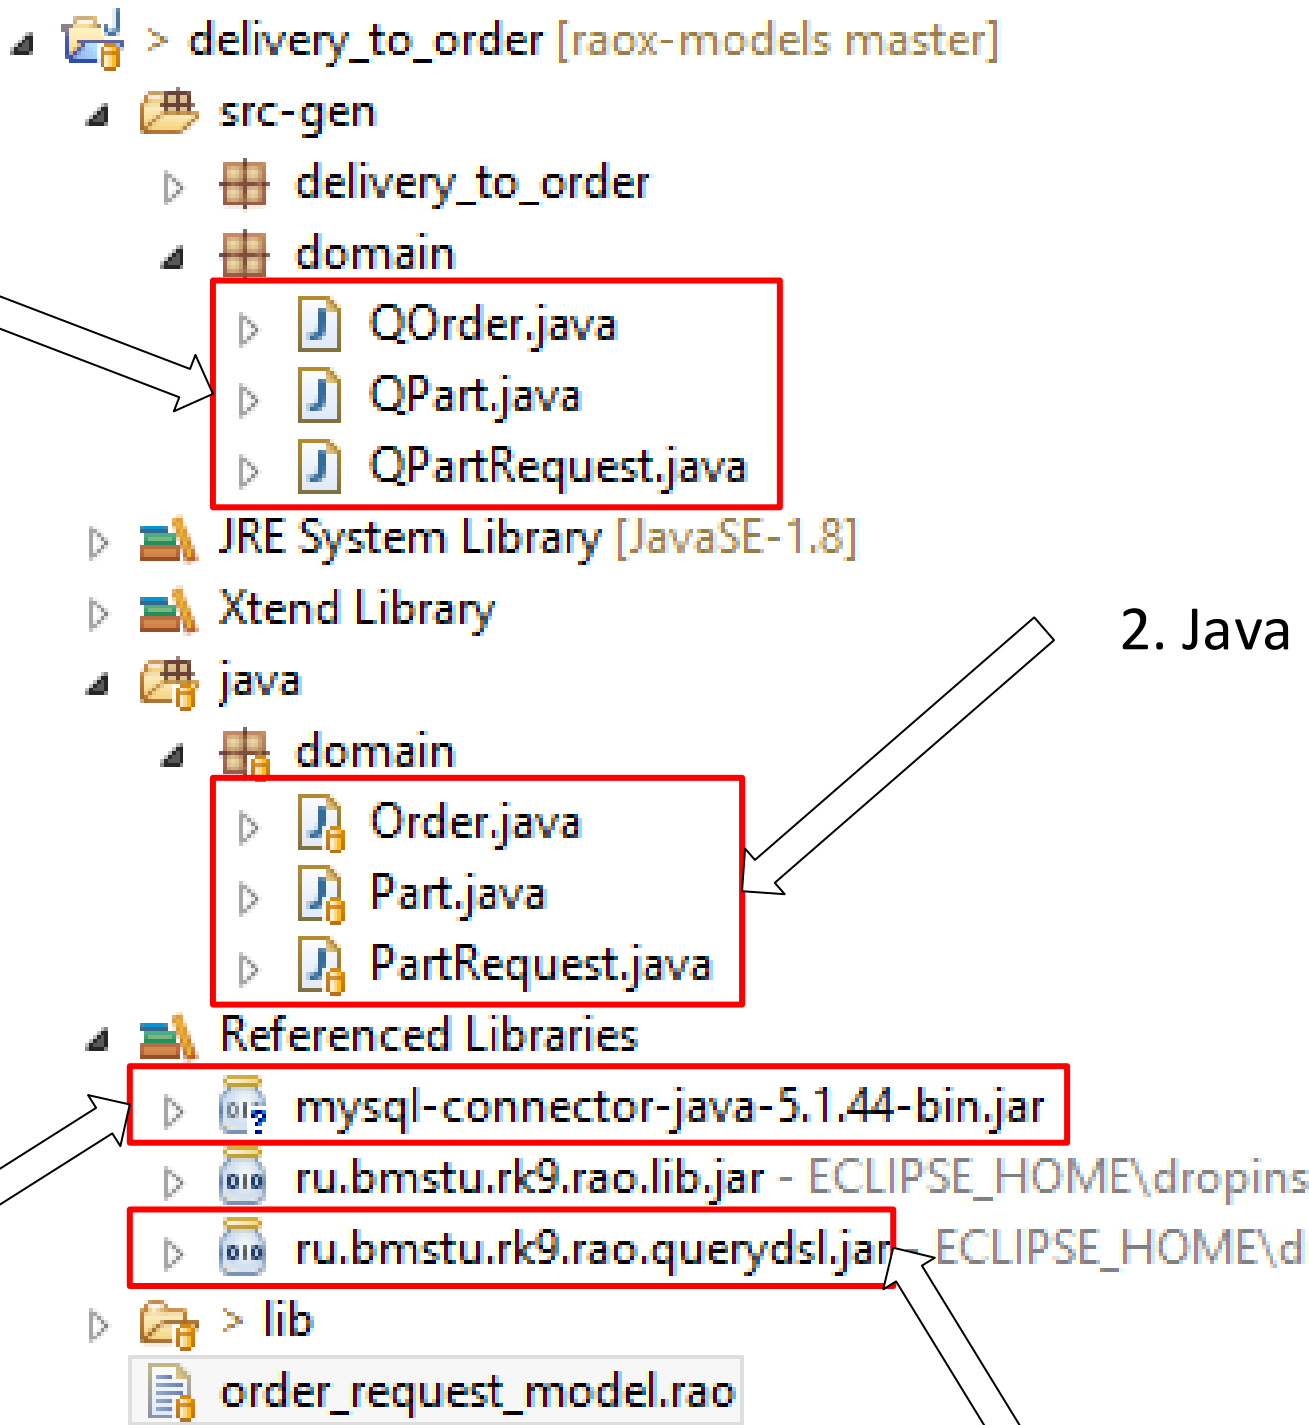 > delivery_to_order [raox-models master]
src-gen
delivery_to_order
domain
QOrder.java
QPart.java
QPartRequest.java
JRE System Library [JavaSE-1.8]
Xtend Library
2. Java
java
domain
Order.java
Part.java
PartRequest.java
Referenced Libraries
mysql-connector-java-5.1.44-bin.jar
ru.bmstu.rk9.rao.lib.jar - ECLIPSE_HOME\dropins
ru.bmstu.rk9.rao.querydsl.jar - ECLIPSE_HOME\d
> lib
order_request_model.rao